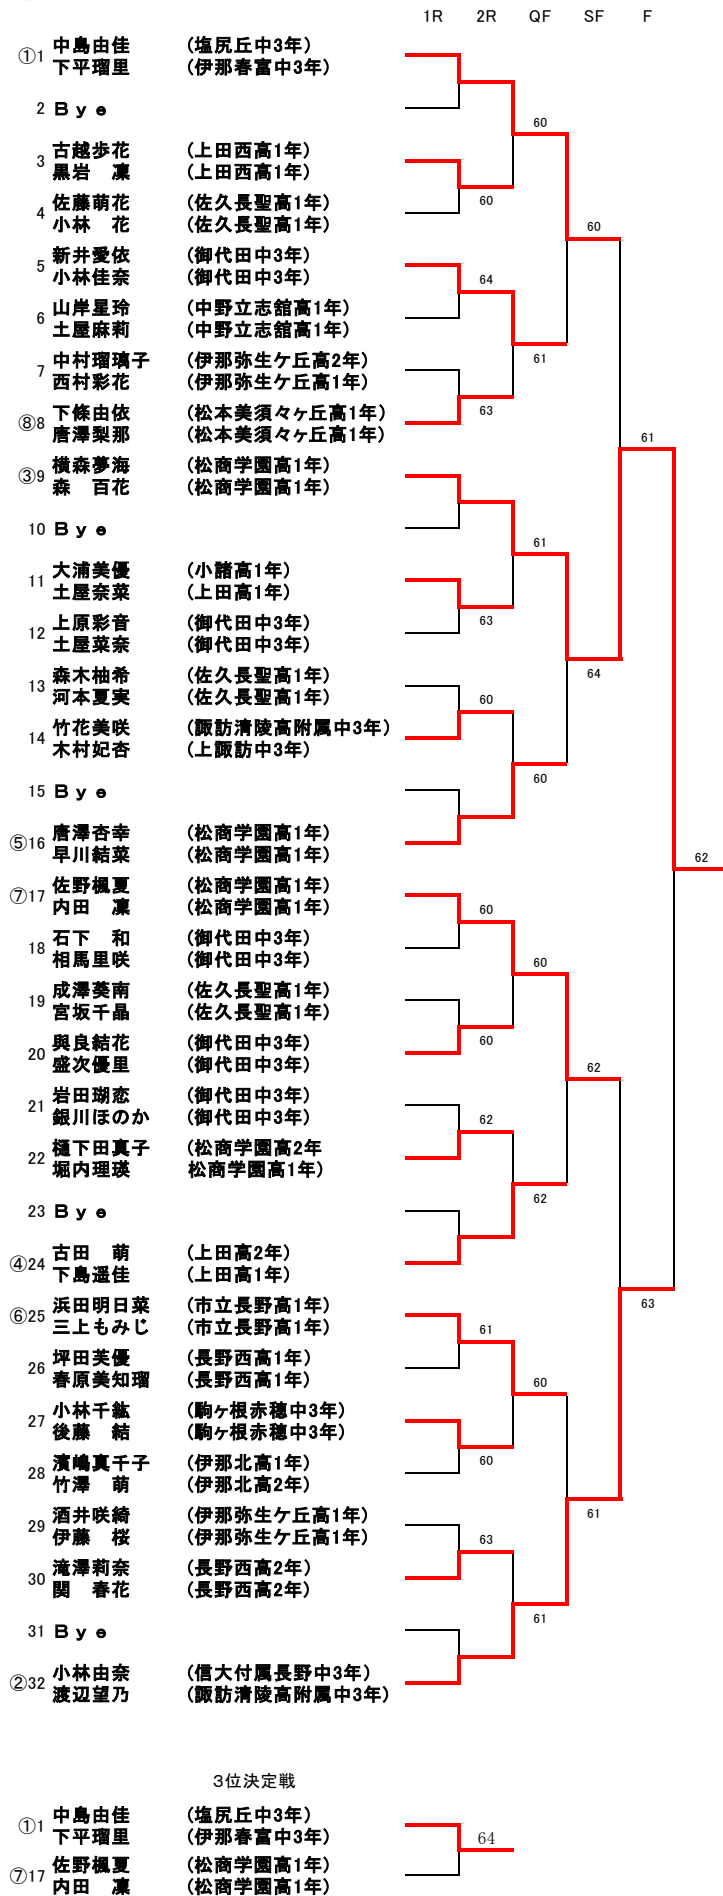 1R 2R QF SF F
①1 中島由佳 (塩尻丘中3年)
下平瑠里 (伊那春富中3年)
2 Bye
60
3 古越歩花 (上田西高1年)
黒岩 凜 (上田西高1年)
60
4 佐藤萌花 (佐久長聖高1年)
小林 花 (佐久長聖高1年)
60
5 新井愛依 (御代田中3年)
小林佳奈 (御代田中3年)
64
6 山岸星玲 (中野立志舘高1年)
土屋麻莉 (中野立志舘高1年)
61
7 中村瑠璃子 (伊那弥生ケ丘高2年)
西村彩花 (伊那弥生ケ丘高1年)
63
⑧8 下條由依 (松本美須々ヶ丘高1年)
唐澤梨那 (松本美須々ヶ丘高1年)
61
③9 横森夢海 (松商学園高1年)
森 百花 (松商学園高1年)
10 Bye
61
11 大浦美優 (小諸高1年)
土屋奈菜 (上田高1年)
63
12 上原彩音 (御代田中3年)
土屋菜奈 (御代田中3年)
64
13 森木柚希 (佐久長聖高1年)
河本夏実 (佐久長聖高1年)
60
14 竹花美咲 (諏訪清陵高附属中3年)
木村妃杏 (上諏訪中3年)
60
15 Bye
⑤16 唐澤杏幸 (松商学園高1年)
早川結菜 (松商学園高1年)
62
⑦17 佐野楓夏 (松商学園高1年)
内田 凜 (松商学園高1年)
60
18 石下 和 (御代田中3年)
相馬里咲 (御代田中3年)
60
19 成澤葵南 (佐久長聖高1年)
宮坂千晶 (佐久長聖高1年)
60
20 與良結花 (御代田中3年)
盛次優里 (御代田中3年)
62
21 岩田瑚恋 (御代田中3年)
銀川ほのか (御代田中3年)
62
22 樋下田真子 (松商学園高2年
堀内理瑛 松商学園高1年)
62
23 Bye
④24 古田 萌 (上田高2年)
下島遥佳 (上田高1年)
63
⑥25 浜田明日菜 (市立長野高1年)
三上もみじ (市立長野高1年)
61
26 坪田芙優 (長野西高1年)
春原美知瑠 (長野西高1年)
60
27 小林千紘 (駒ヶ根赤穂中3年)
後藤 結 (駒ヶ根赤穂中3年)
60
28 濱嶋真千子 (伊那北高1年)
竹澤 萌 (伊那北高2年)
61
29 酒井咲綺 (伊那弥生ケ丘高1年)
伊藤 桜 (伊那弥生ケ丘高1年)
63
30 滝澤莉奈 (長野西高2年)
関 春花 (長野西高2年)
61
31 Bye
②32 小林由奈 (信大付属長野中3年)
渡辺望乃 (諏訪清陵高附属中3年)
3位決定戦
①1 中島由佳 (塩尻丘中3年)
下平瑠里 (伊那春富中3年)
64
⑦17 佐野楓夏 (松商学園高1年)
内田 凜 (松商学園高1年)